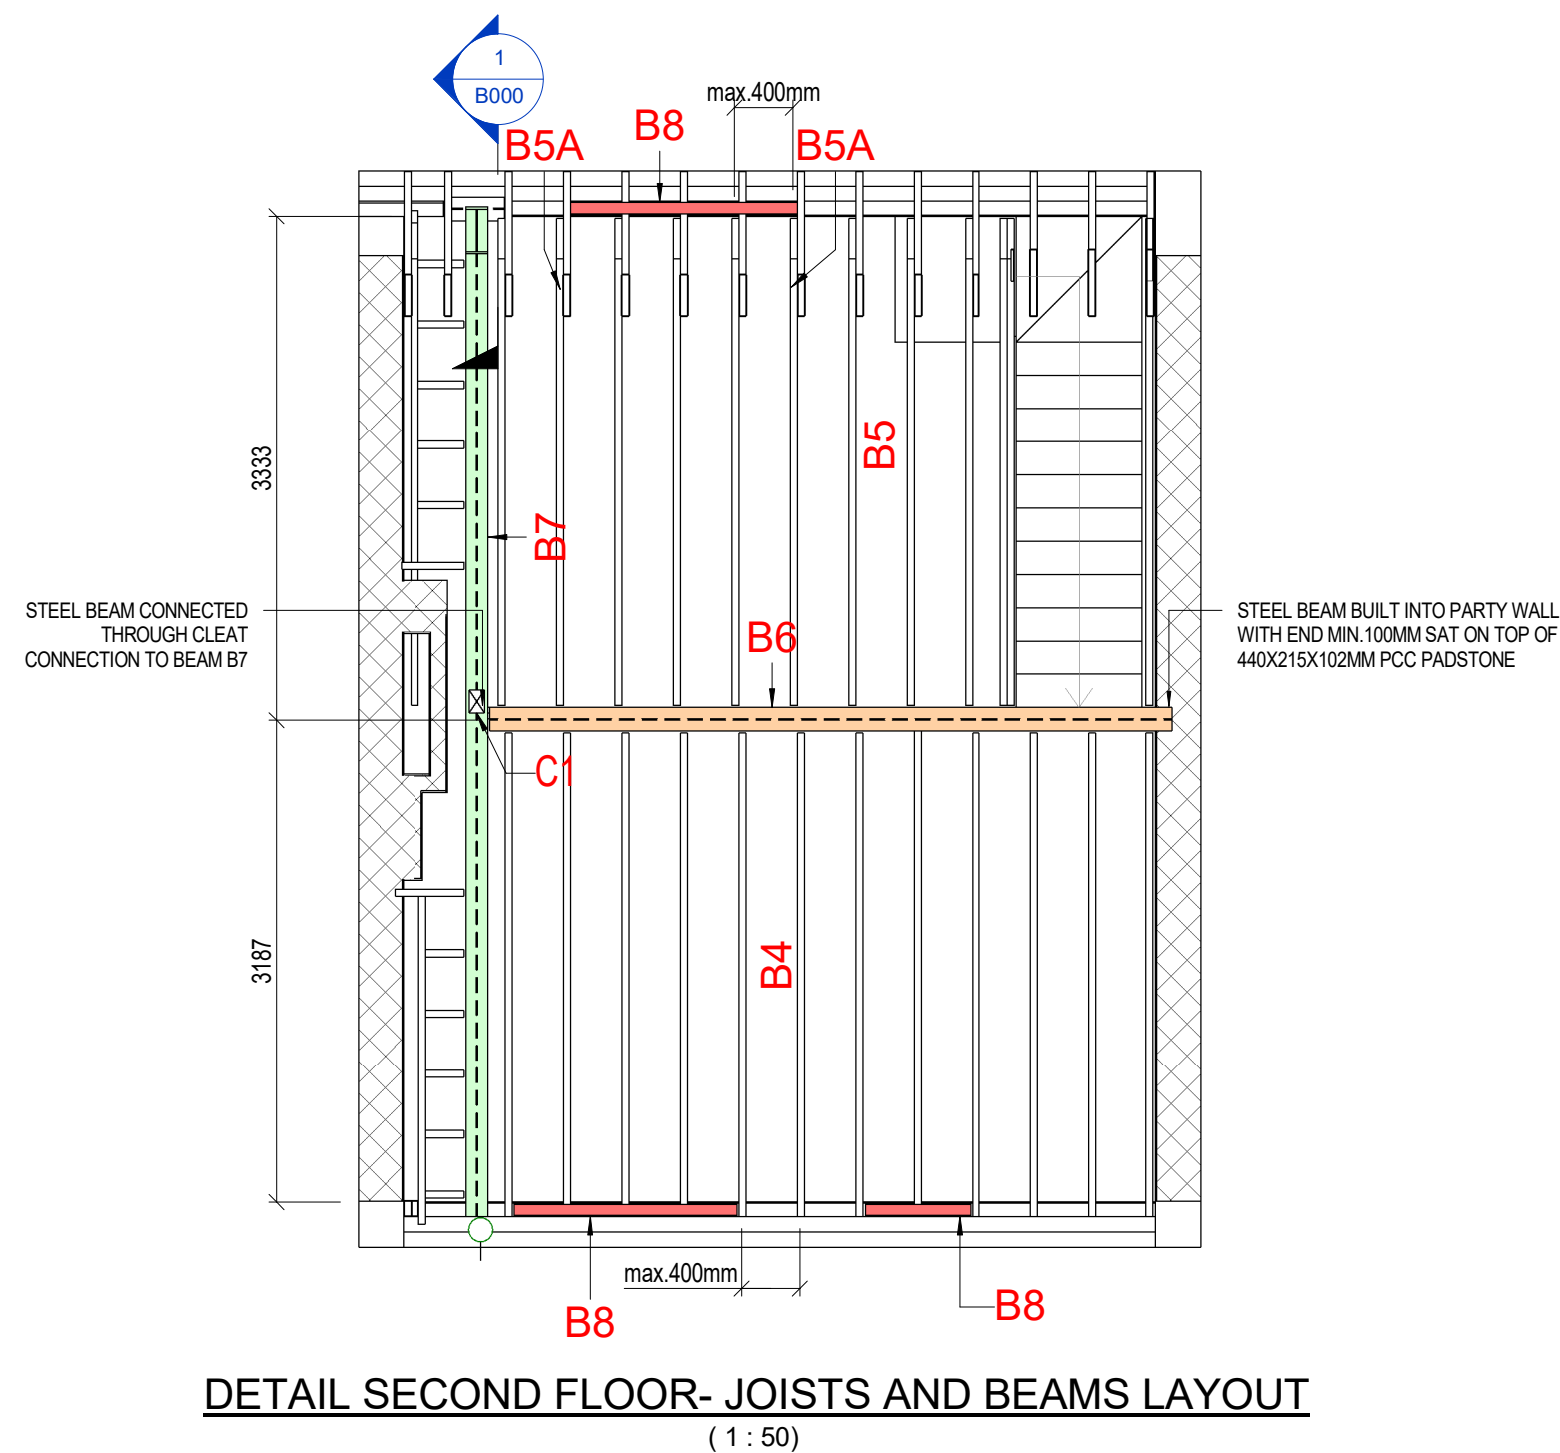 1
B000
max.400mm
B5A
B8
B5A
3333
B5
B7
STEEL BEAM CONNECTED
THROUGH CLEAT
CONNECTION TO BEAM B7
B6
STEEL BEAM BUILT INTO PARTY WALL
WITH END MIN.100MM SAT ON TOP OF
440X215X102MM PCC PADSTONE
C1
3187
B4
max.400mm
B8
B8
DETAIL SECOND FLOOR- JOISTS AND BEAMS LAYOUT
( 1 : 50)